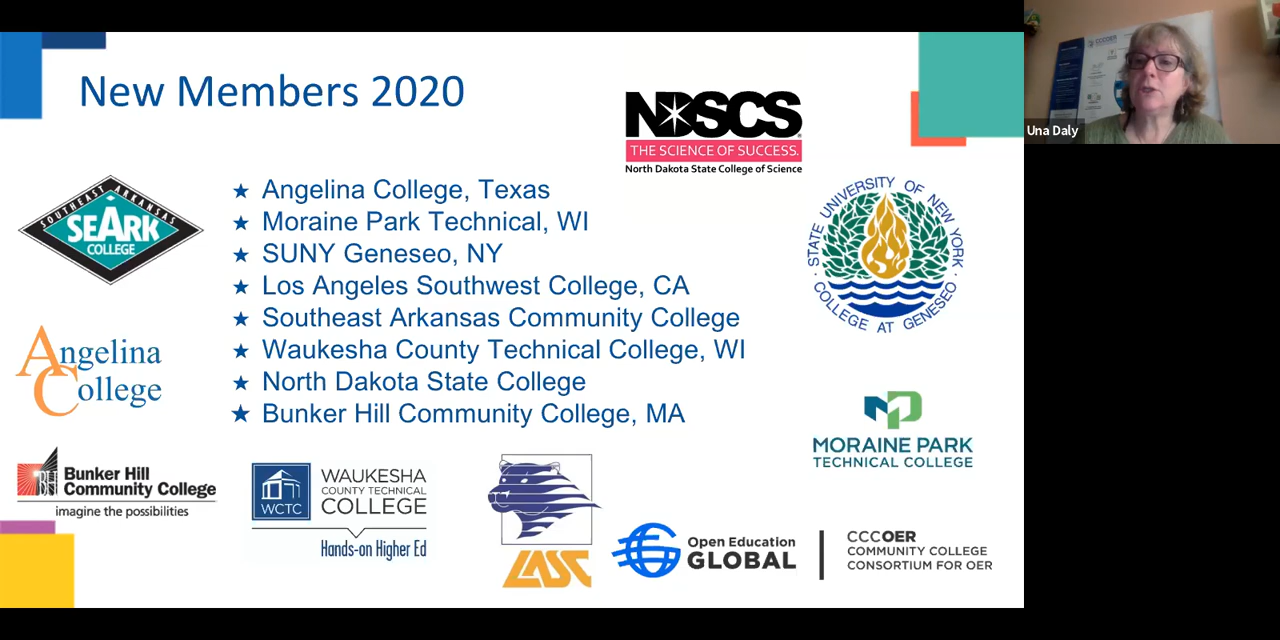 New Members 2020
NDSCS
THE SCIENCE OF SUCCESS.
North Dakota State College of Science
Una Daly
SOUTHEAST ARKANSAS
SEARK
COLLEGE
★ Angelina College, Texas
★ Moraine Park Technical, WI
★ SUNY Geneseo, NY
★ Los Angeles Southwest College, CA
★ Southeast Arkansas Community College
★ Waukesha County Technical College, WI
★ North Dakota State College
★ Bunker Hill Community College, MA
STATE UNIVERSITY OF NEW YORK
COLLEGE AT GENESEO
Angelina
College
MORAINE PARK
TECHNICAL COLLEGE
Bunker Hill
Community College
imagine the possibilities
WCTC
WAUKESHA
COUNTY TECHNICAL
COLLEGE
Hands-on Higher Ed
LASC
Open Education
GLOBAL
CCCOER
COMMUNITY COLLEGE
CONSORTIUM FOR OER